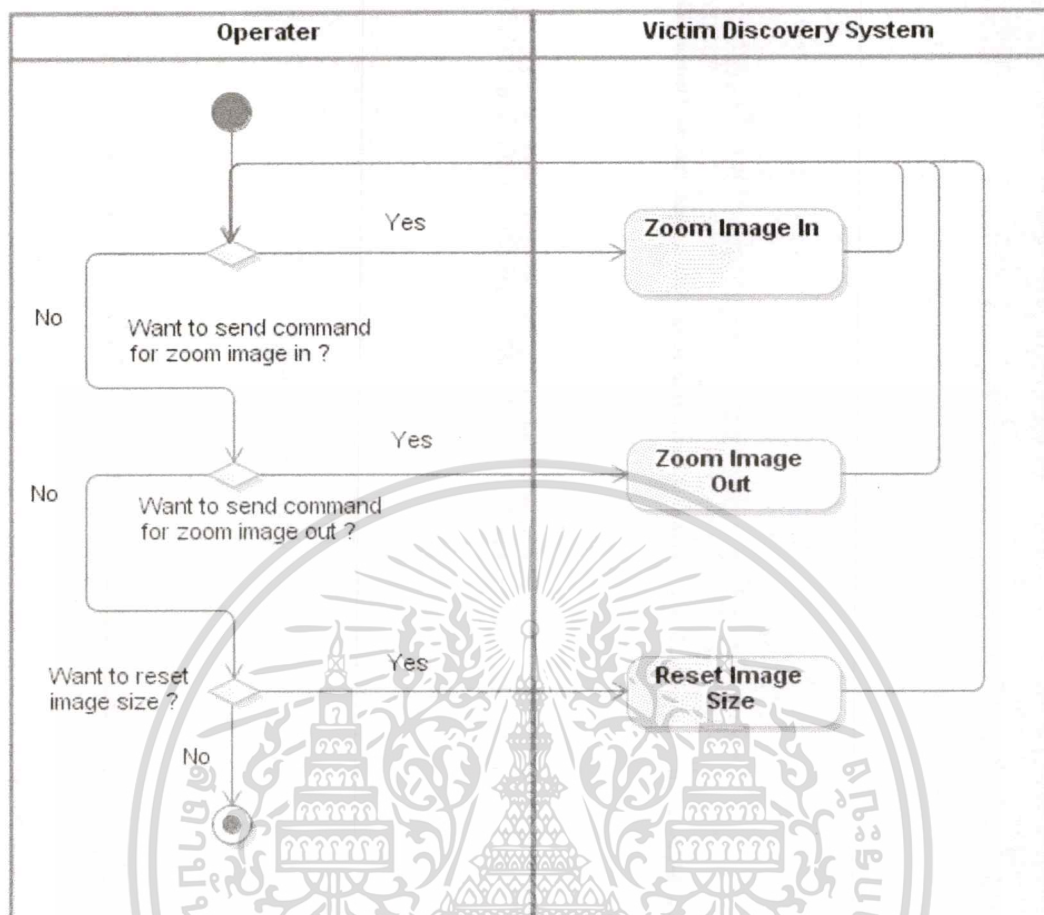 Operater
Victim Discovery System
Yes
Zoom Image In
No
Want to send command
for zoom image in ?
Yes
Zoom Image
Out
No
Want to send command
for zoom image out ?
Want to reset
image size ?
Yes
Reset Image
Size
No